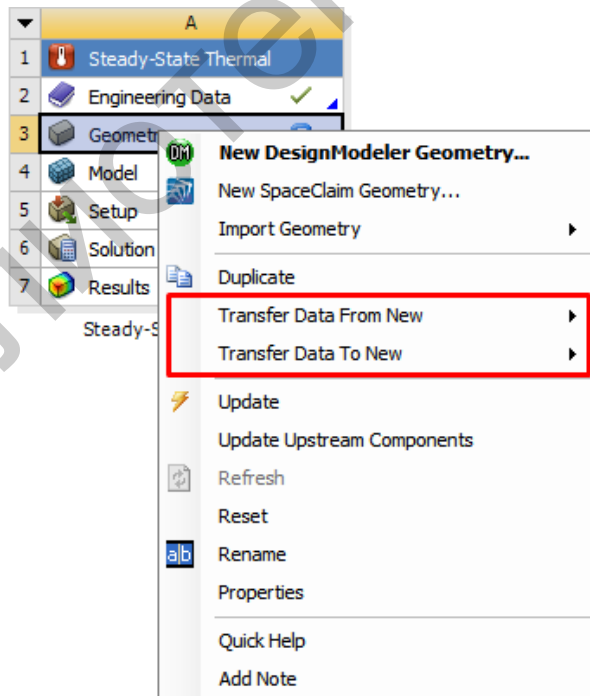 A
1 Steady-State Thermal
2 Engineering Data
3 Geometr
4 Model
5 Setup
6 Solution
7 Results
Steady-S
DM New DesignModeler Geometry...
New SpaceClaim Geometry...
Import Geometry
Duplicate
Transfer Data From New
Transfer Data To New
Update
Update Upstream Components
Refresh
Reset
a|b Rename
Properties
Quick Help
Add Note